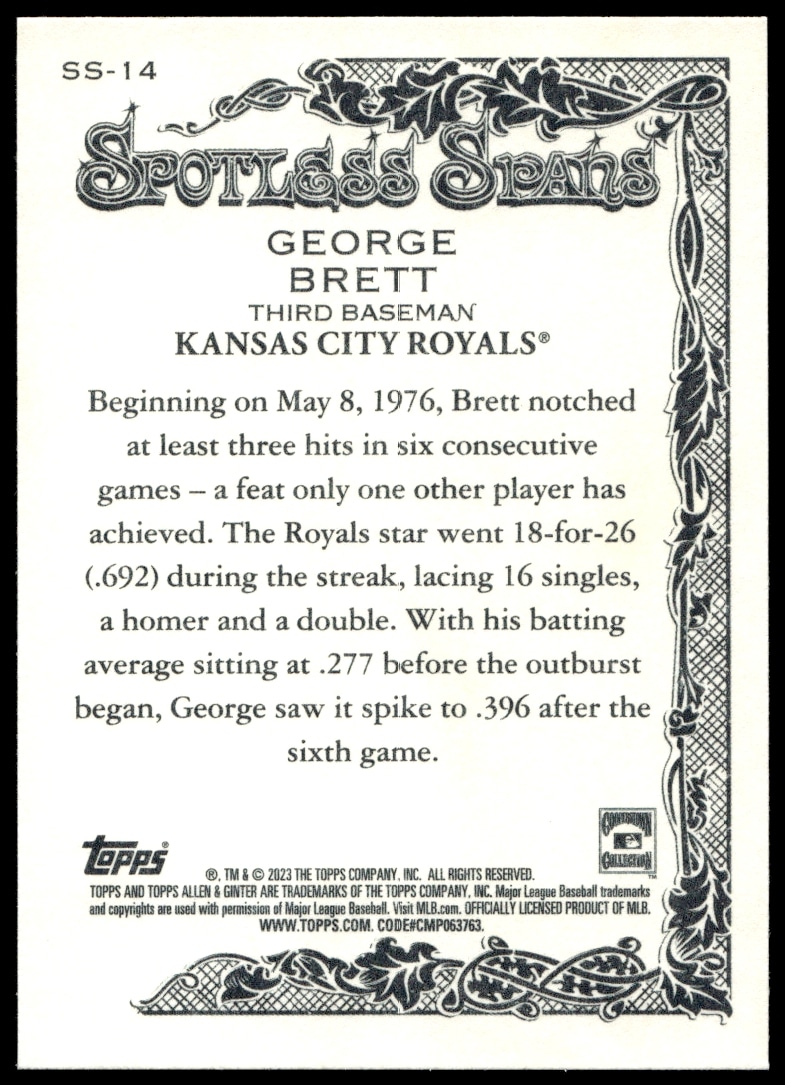 SS-14
SPOTLESS SPANS
GEORGE
BRETT
THIRD BASEMAN
KANSAS CITY ROYALS®
Beginning on May 8, 1976, Brett notched
at least three hits in six consecutive
games – a feat only one other player has
achieved. The Royals star went 18-for-26
(.692) during the streak, lacing 16 singles,
a homer and a double. With his batting
average sitting at .277 before the outburst
began, George saw it spike to .396 after the
sixth game.
COOPERSTOWN
COLLECTION
™
topps®
®, TM & © 2023 THE TOPPS COMPANY, INC. ALL RIGHTS RESERVED.
TOPPS AND TOPPS ALLEN & GINTER ARE TRADEMARKS OF THE TOPPS COMPANY, INC. Major League Baseball trademarks
and copyrights are used with permission of Major League Baseball. Visit MLB.com. OFFICIALLY LICENSED PRODUCT OF MLB.
WWW.TOPPS.COM. CODE#CMP063763.